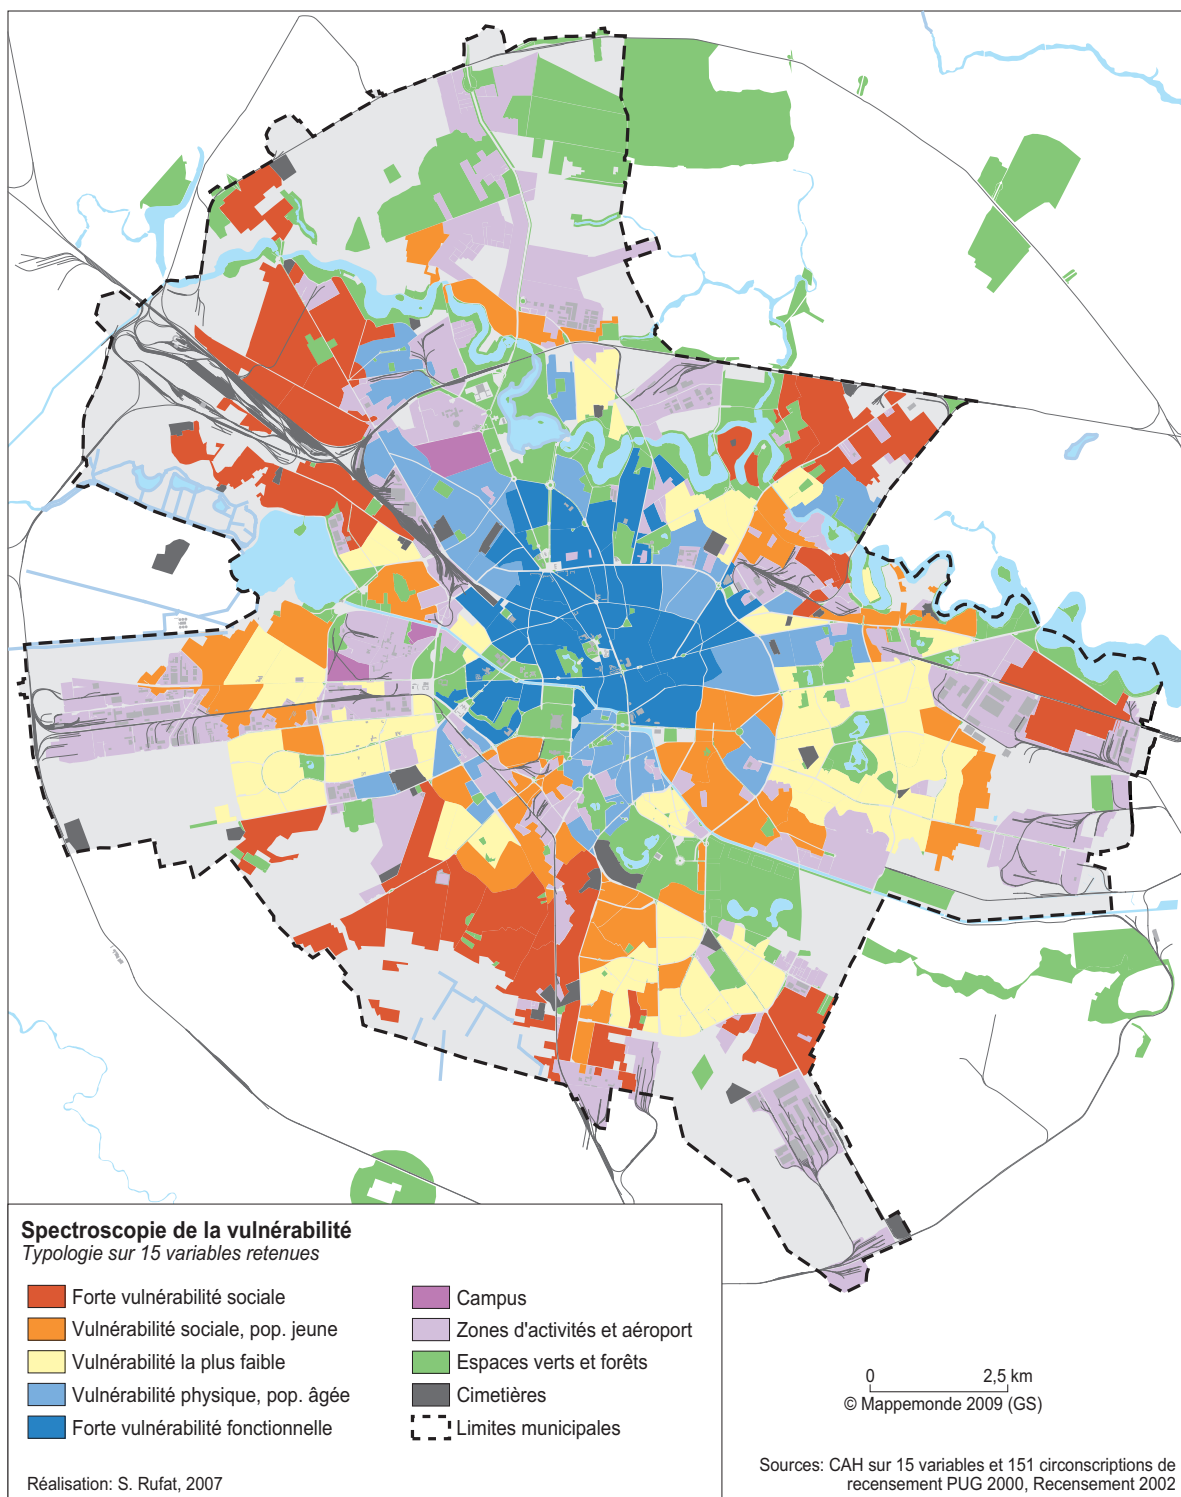 Spectroscopie de la vulnérabilité
Typologie sur 15 variables retenues
Forte vulnérabilité sociale
Vulnérabilité sociale, pop. jeune
Vulnérabilité la plus faible
Vulnérabilité physique, pop. âgée
Forte vulnérabilité fonctionnelle
Campus
Zones d'activités et aéroport
Espaces verts et forêts
Cimetières
Limites municipales
Réalisation: S. Rufat, 2007
0 2,5 km
© Mappemonde 2009 (GS)
Sources: CAH sur 15 variables et 151 circonscriptions de
recensement PUG 2000, Recensement 2002